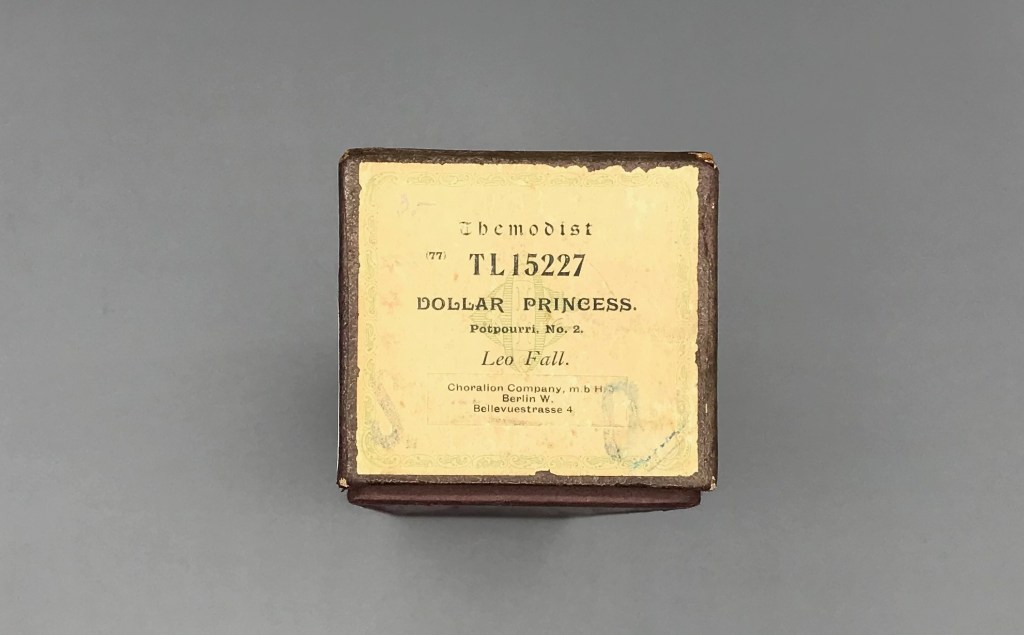 Themodist
(77) TL15227
DOLLAR PRINCESS.
Potpourri. No. 2.
Leo Fall.
Choralion Company, m.b H
Berlin W.
Bellevuestrasse 4